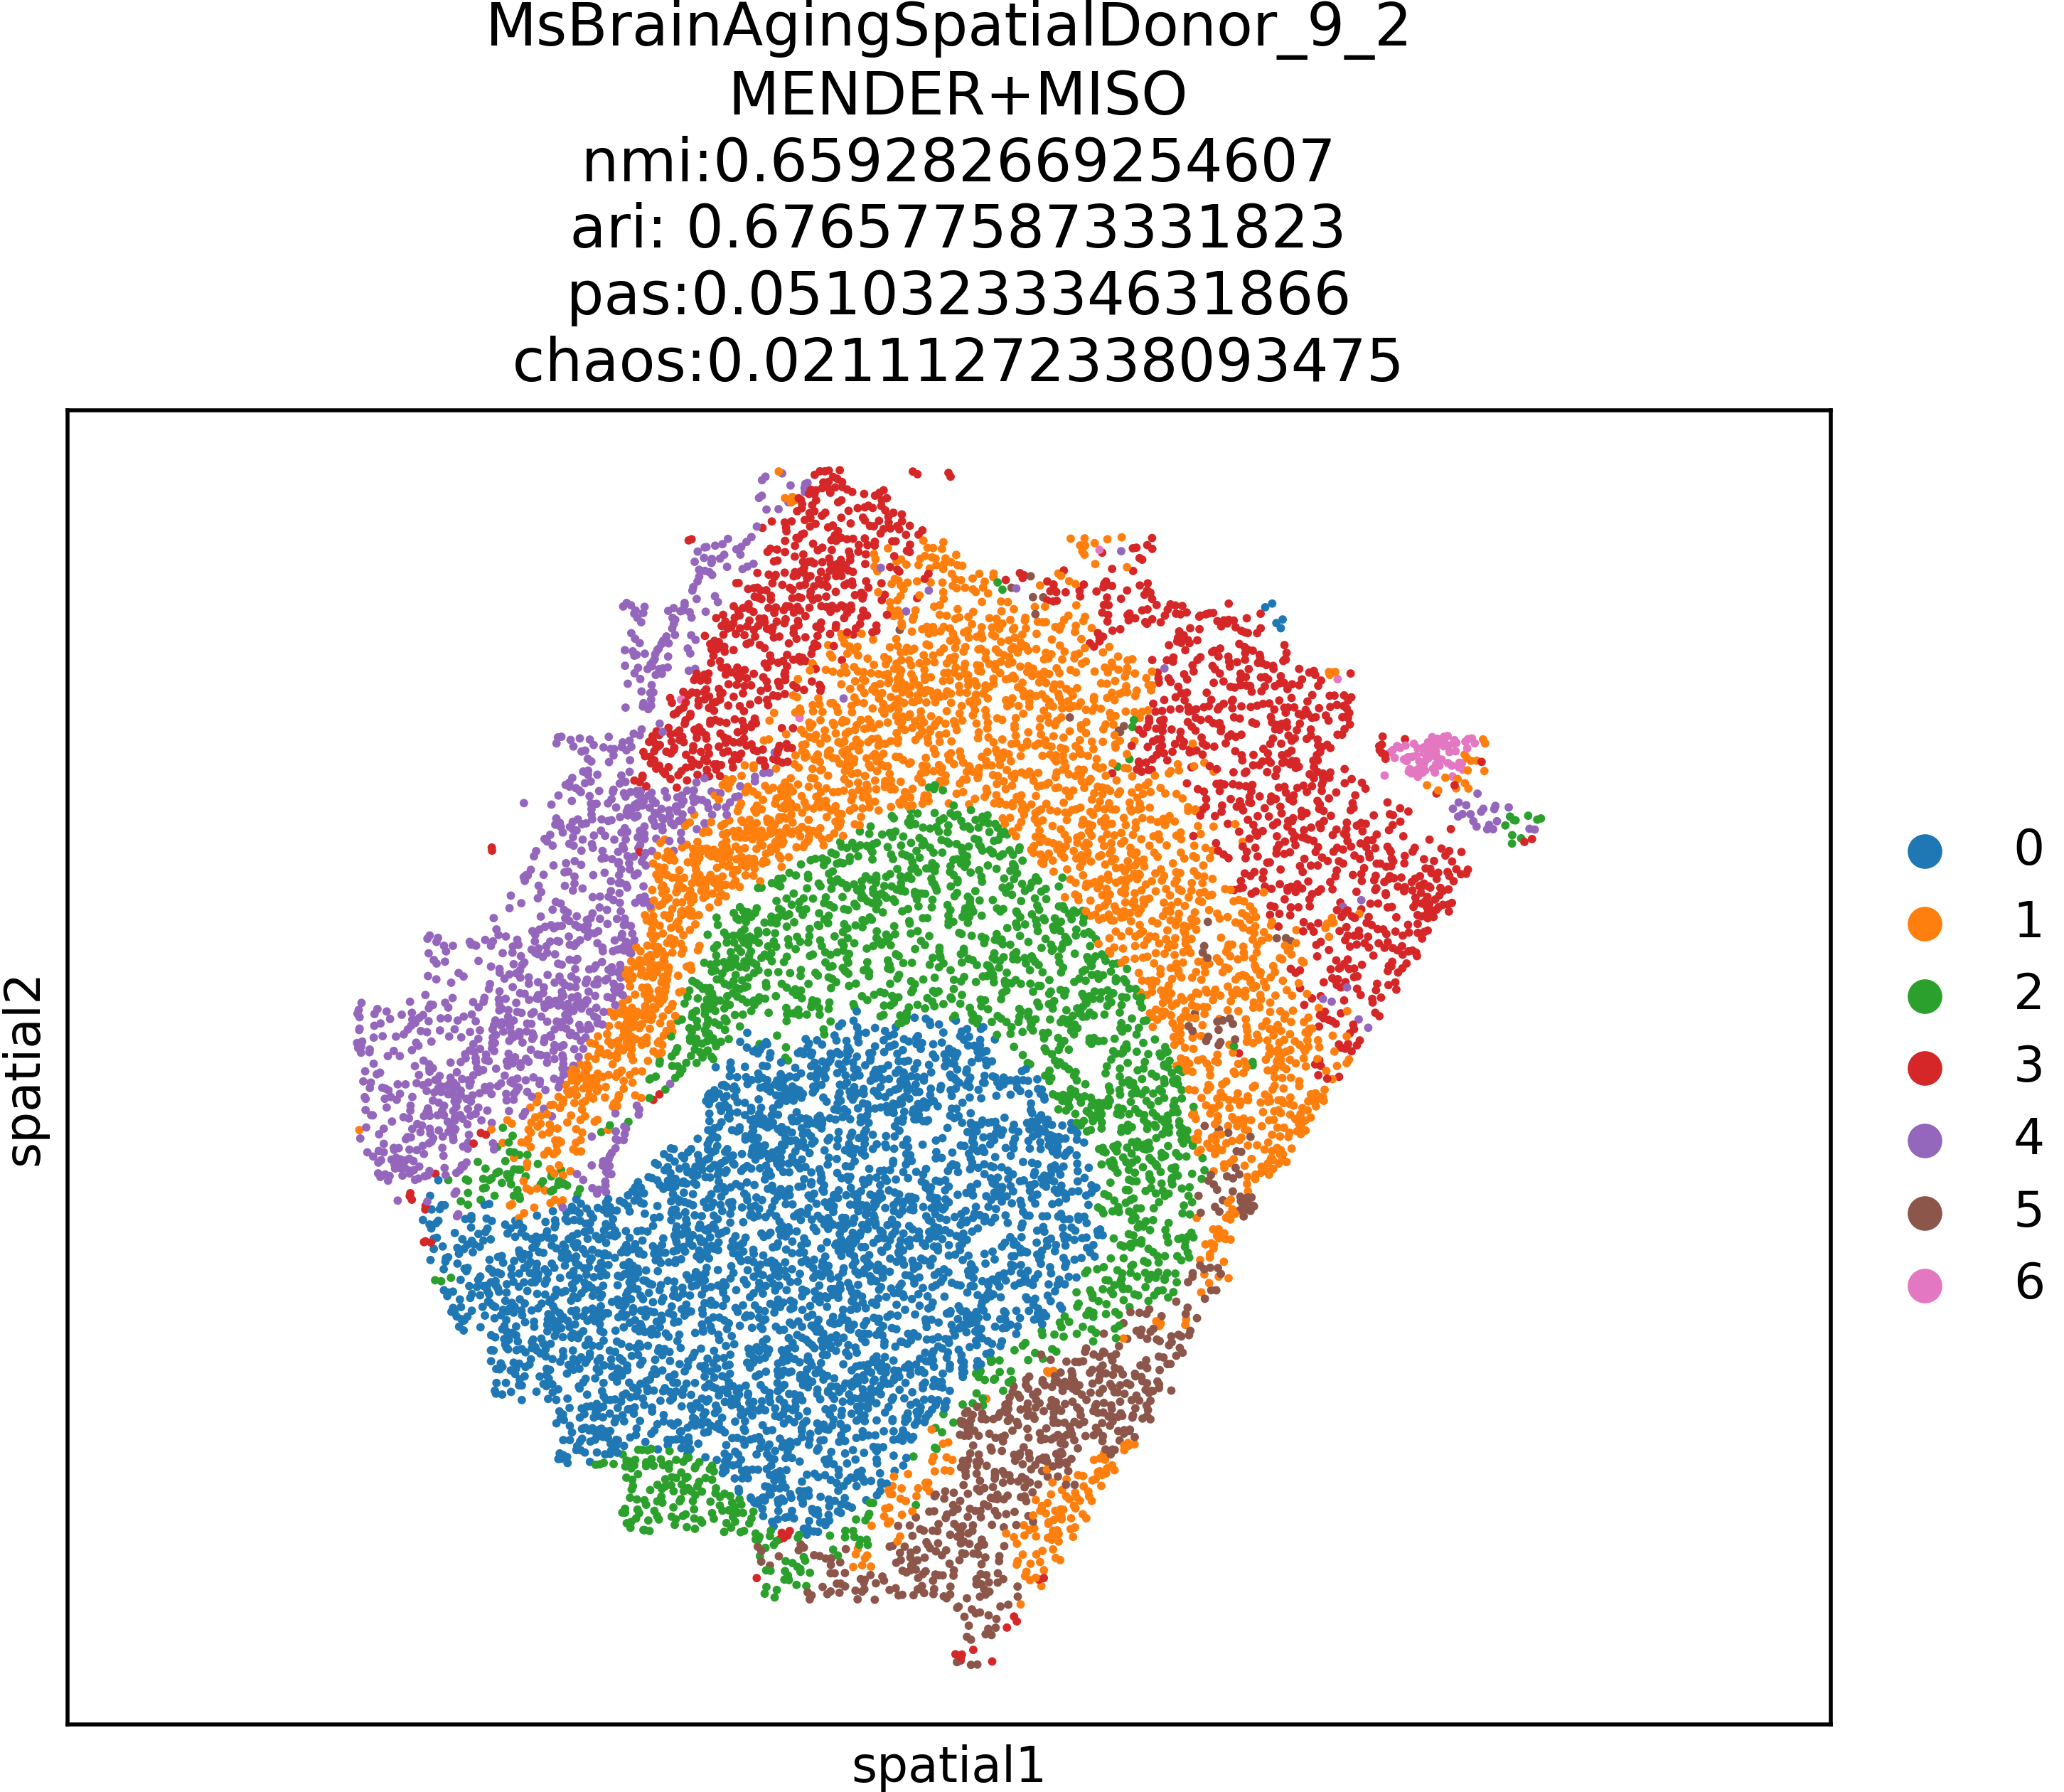 MsBrainAgingSpatialDonor_9_2
MENDER+MISO
nmi:0.659282669254607
ari: 0.6765775873331823
pas:0.0510323334631866
chaos:0.02111272338093475
spatial2
0
1
2
3
4
5
6
spatial1